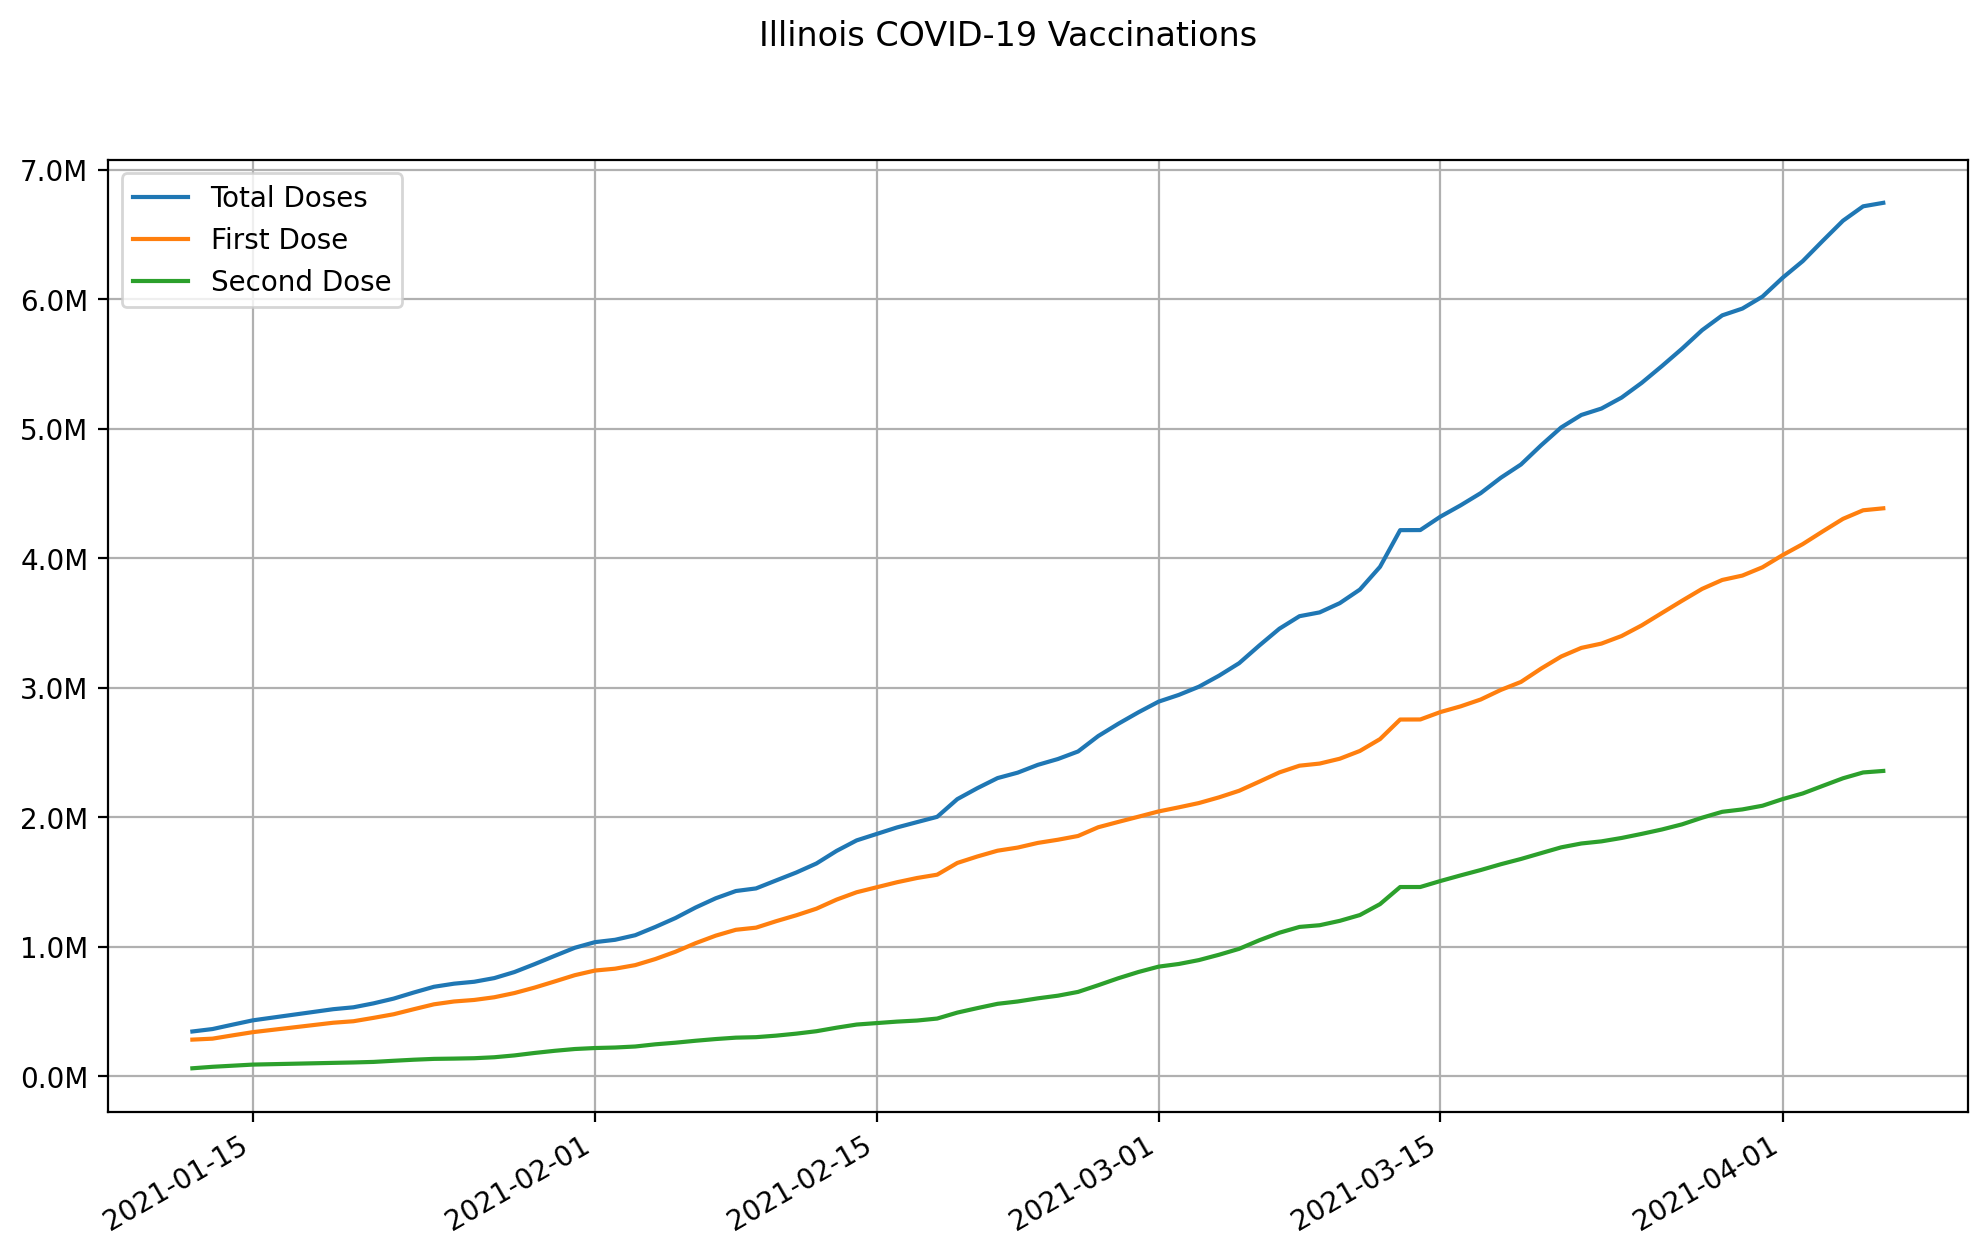 Illinois COVID-19 Vaccinations
7.0M
6.0M
5.0M
4.0M
3.0M
2.0M
1.0M
0.0M
Total Doses
First Dose
Second Dose
2021-01-15
2021-02-01
2021-02-15
2021-03-01
2021-03-15
2021-04-01